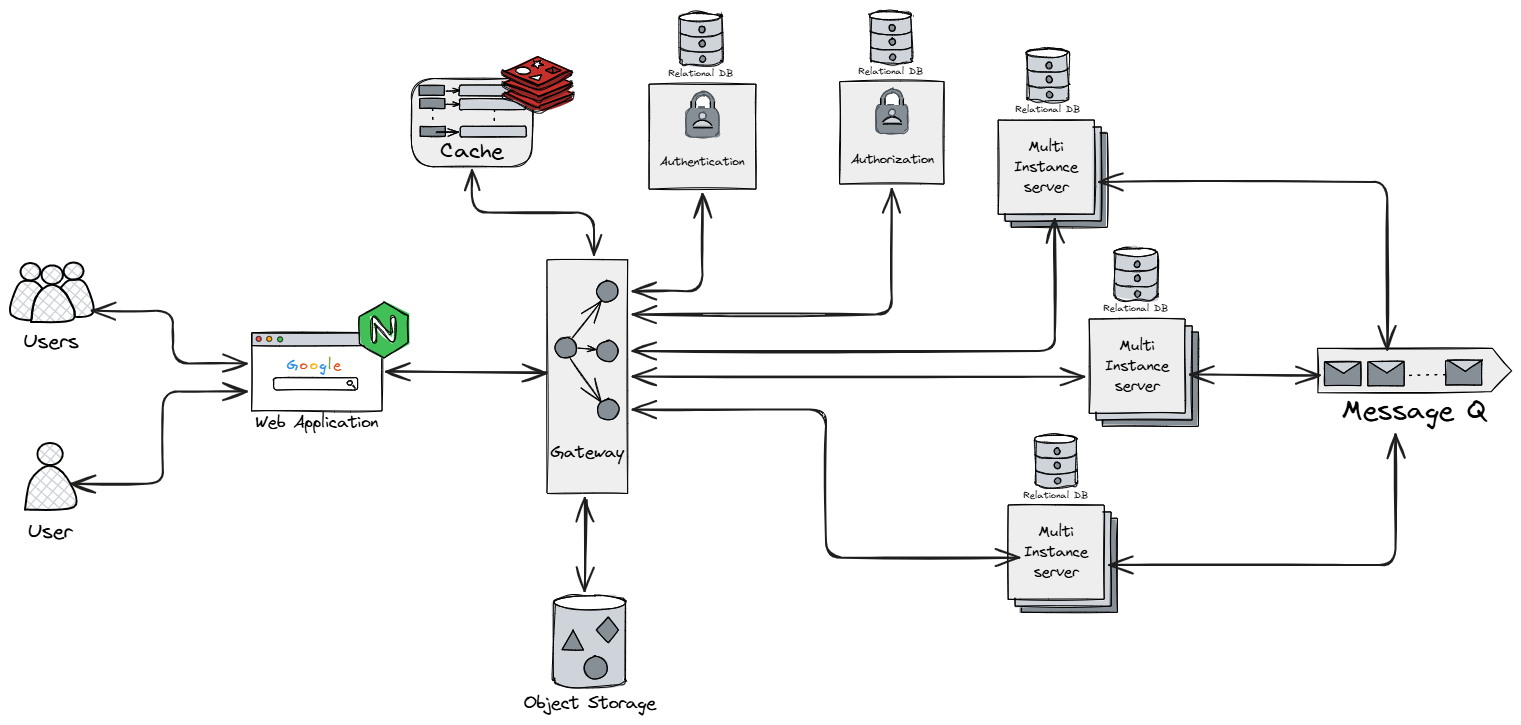 Relational DB
Relational DB
Relational DB
Cache
Authentication
Authorization
Multi
Instance
server
Users
Google
N
Web Application
Gateway
Relational DB
Multi
Instance
server
Message Q
User
Relational DB
Multi
Instance
server
Object Storage